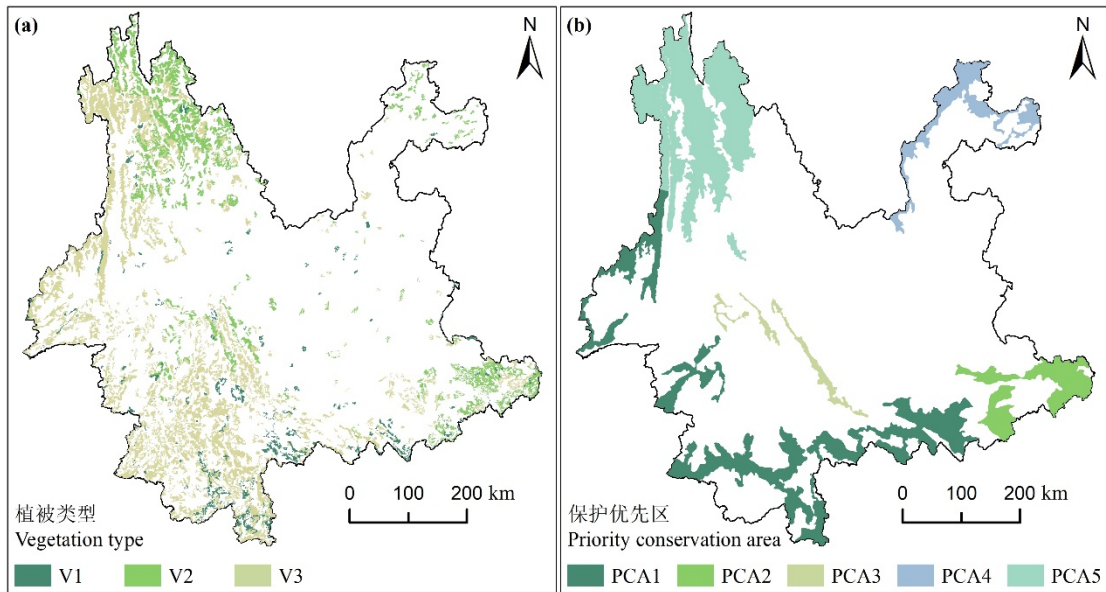 (a)
N
0 100 200 km
植被类型
Vegetation type
V1 V2 V3
(b)
N
0 100 200 km
保护优先区
Priority conservation area
PCA1 PCA2 PCA3 PCA4 PCA5